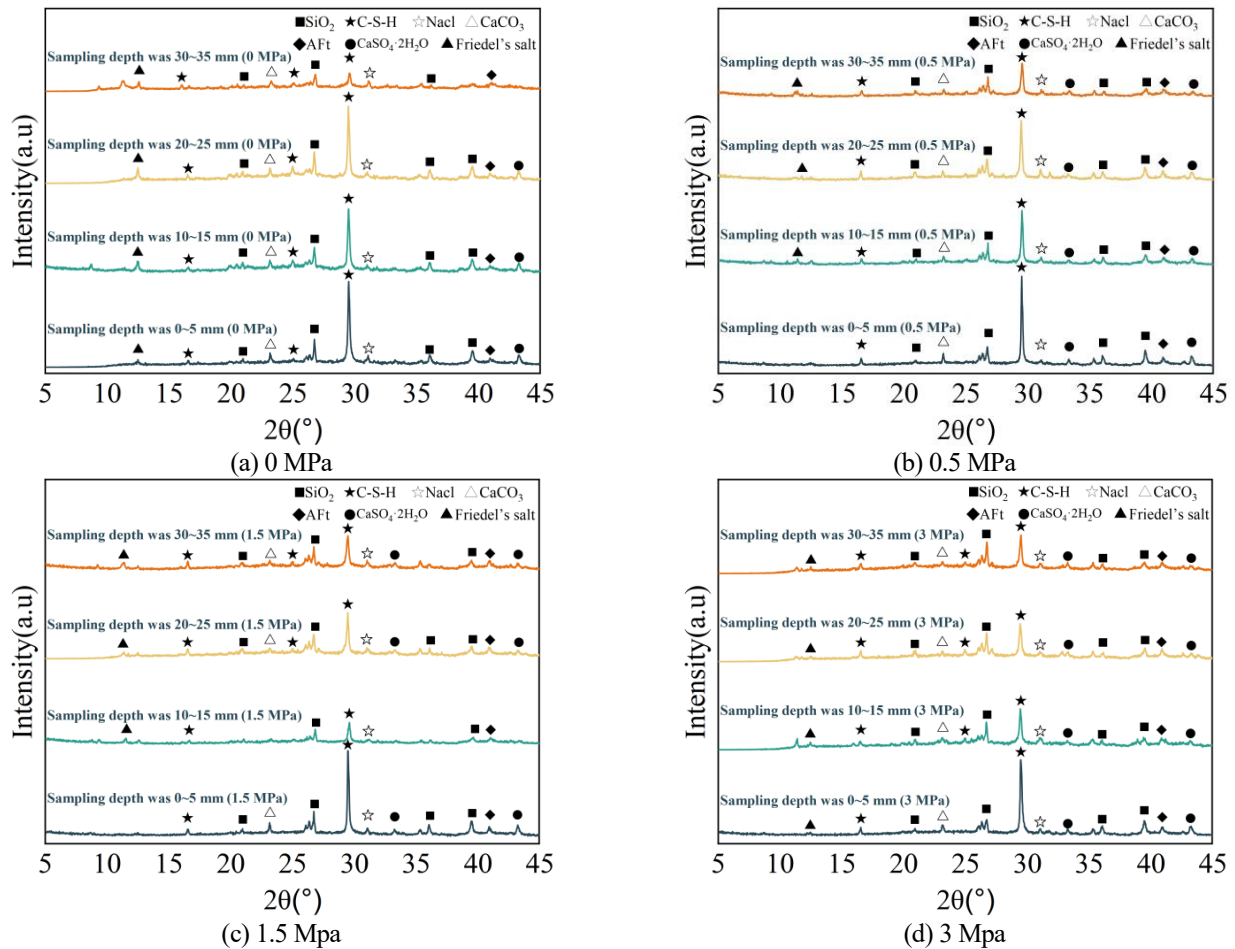 ■SiO₂ ★C-S-H ☆Nacl △CaCO₃
◆AFt ●CaSO₄·2H₂O ▲Friedel's salt
Sampling depth was 30~35 mm (0 MPa)
Sampling depth was 20~25 mm (0 MPa)
Sampling depth was 10~15 mm (0 MPa)
Sampling depth was 0~5 mm (0 MPa)
Intensity(a.u)
5 10 15 20 25 30 35 40 45
2θ(°)
(a) 0 MPa
■SiO₂ ★C-S-H ☆Nacl △CaCO₃
◆AFt ●CaSO₄·2H₂O ▲Friedel's salt
Sampling depth was 30~35 mm (0.5 MPa)
Sampling depth was 20~25 mm (0.5 MPa)
Sampling depth was 10~15 mm (0.5 MPa)
Sampling depth was 0~5 mm (0.5 MPa)
Intensity(a.u)
5 10 15 20 25 30 35 40 45
2θ(°)
(b) 0.5 MPa
■SiO₂ ★C-S-H ☆Nacl △CaCO₃
◆AFt ●CaSO₄·2H₂O ▲Friedel's salt
Sampling depth was 30~35 mm (1.5 MPa)
Sampling depth was 20~25 mm (1.5 MPa)
Sampling depth was 10~15 mm (1.5 MPa)
Sampling depth was 0~5 mm (1.5 MPa)
Intensity(a.u)
5 10 15 20 25 30 35 40 45
2θ(°)
(c) 1.5 Mpa
■SiO₂ ★C-S-H ☆Nacl △CaCO₃
◆AFt ●CaSO₄·2H₂O ▲Friedel's salt
Sampling depth was 30~35 mm (3 MPa)
Sampling depth was 20~25 mm (3 MPa)
Sampling depth was 10~15 mm (3 MPa)
Sampling depth was 0~5 mm (3 MPa)
Intensity(a.u)
5 10 15 20 25 30 35 40 45
2θ(°)
(d) 3 Mpa